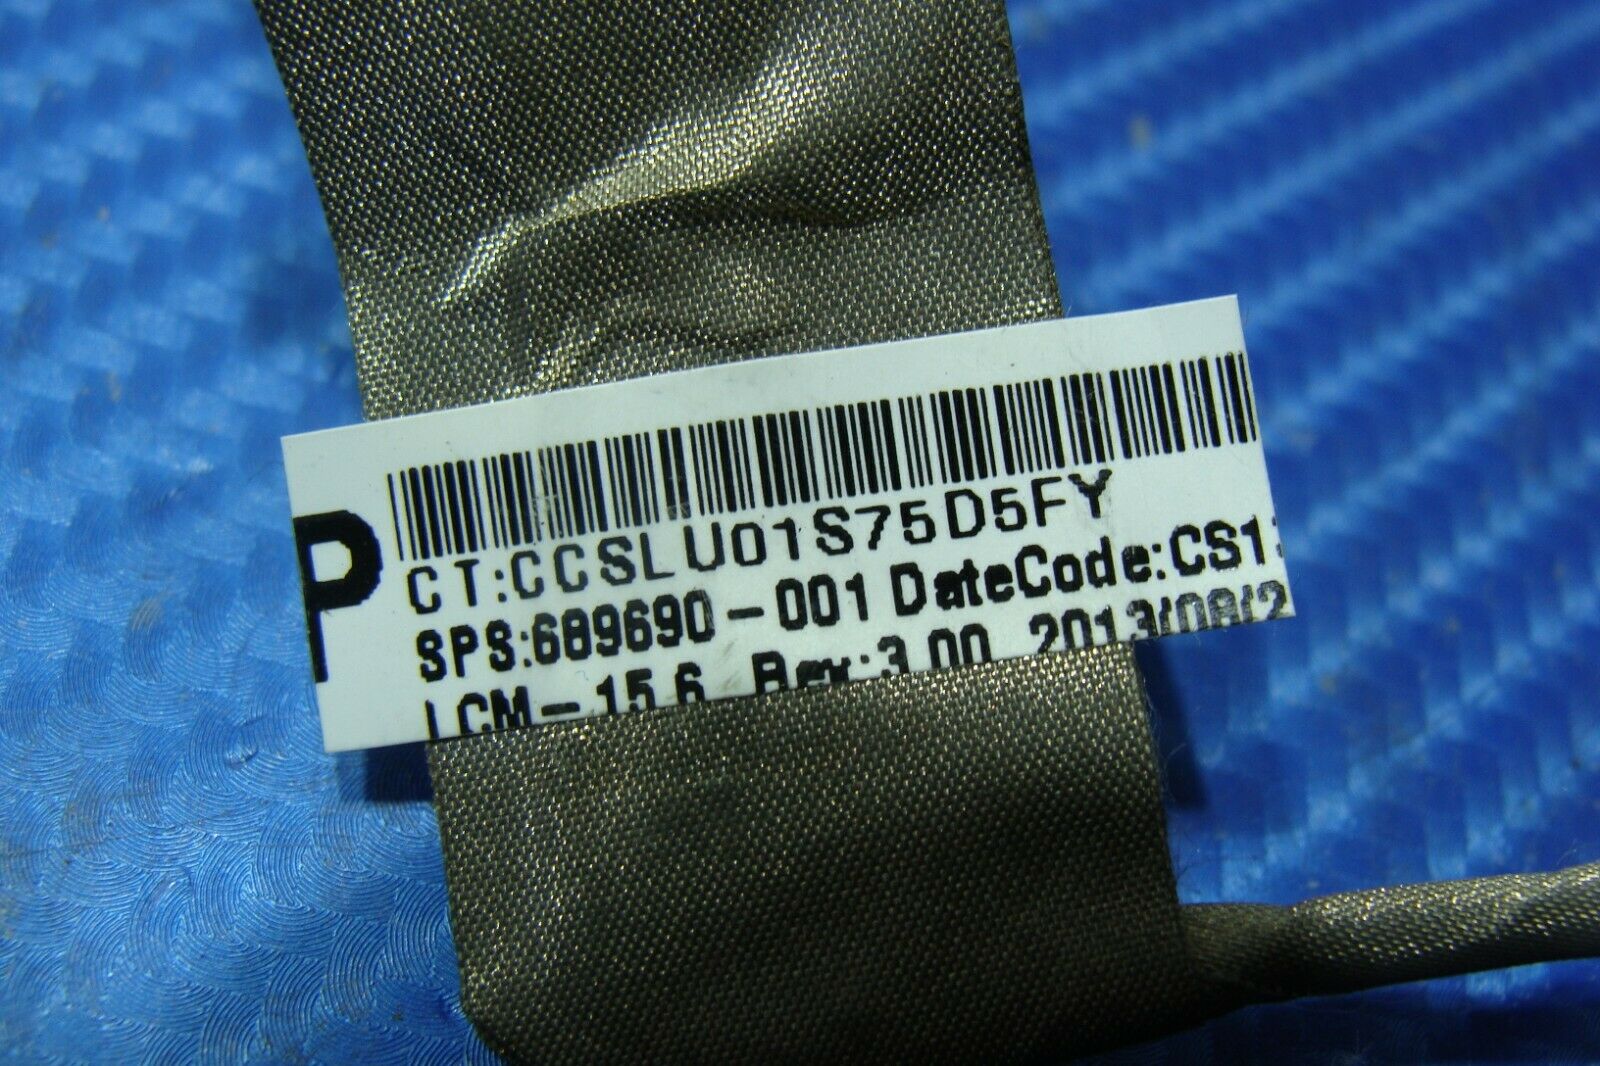 P
CT:CCSLU01S75D5FY
SPS:689690-001 DateCode:CS1
LCM-15.6 Rev:3.00 2013/08/2